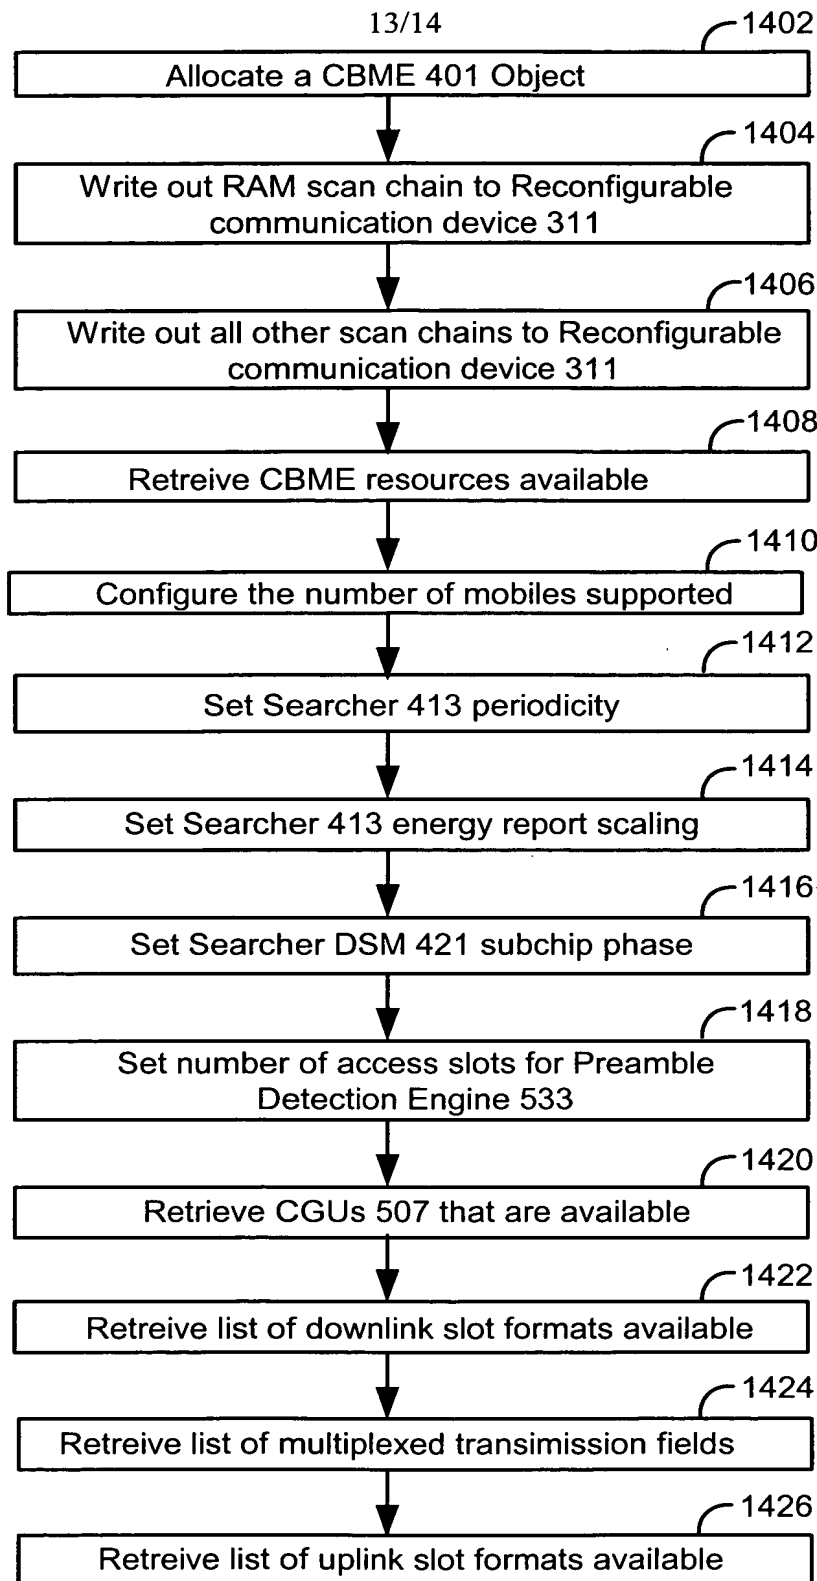 13/14
1402
Allocate a CBME 401 Object
1404
Write out RAM scan chain to Reconfigurable
communication device 311
1406
Write out all other scan chains to Reconfigurable
communication device 311
1408
Retreive CBME resources available
1410
Configure the number of mobiles supported
1412
Set Searcher 413 periodicity
1414
Set Searcher 413 energy report scaling
1416
Set Searcher DSM 421 subchip phase
1418
Set number of access slots for Preamble
Detection Engine 533
1420
Retrieve CGUs 507 that are available
1422
Retreive list of downlink slot formats available
1424
Retreive list of multiplexed transimission fields
1426
Retreive list of uplink slot formats available